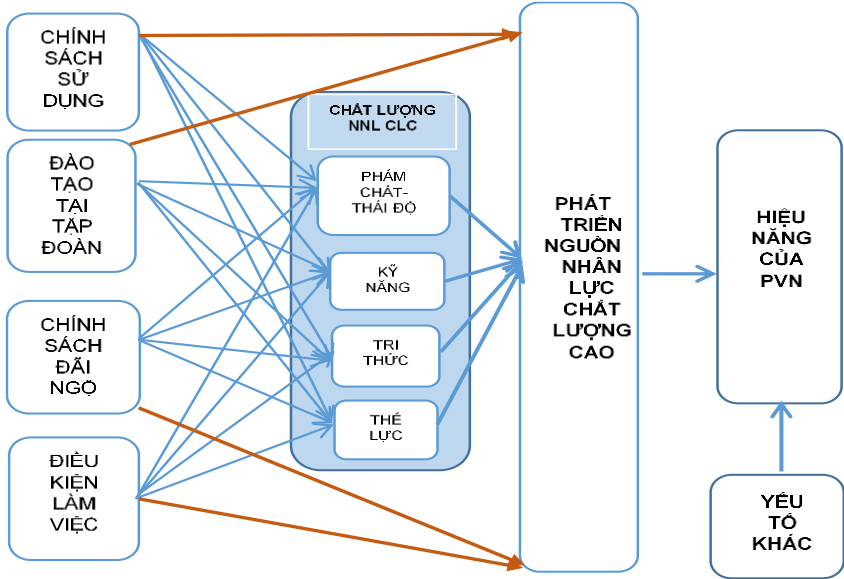 CHÍNH
SÁCH
SỬ
DỤNG
ĐÀO
TẠO
TẠI
TẬP
ĐOÀN
CHÍNH
SÁCH
ĐÃI
NGỘ
ĐIỀU
KIỆN
LÀM
VIỆC
CHẤT LƯỢNG
NNL CLC
PHẨM
CHẤT-
THÁI ĐỘ
KỸ
NĂNG
TRI
THỨC
THỂ
LỰC
PHÁT
TRIỂN
NGUỒN
NHÂN
LỰC
CHẤT
LƯỢNG
CAO
HIỆU
NĂNG
CỦA
PVN
YẾU
TỐ
KHÁC